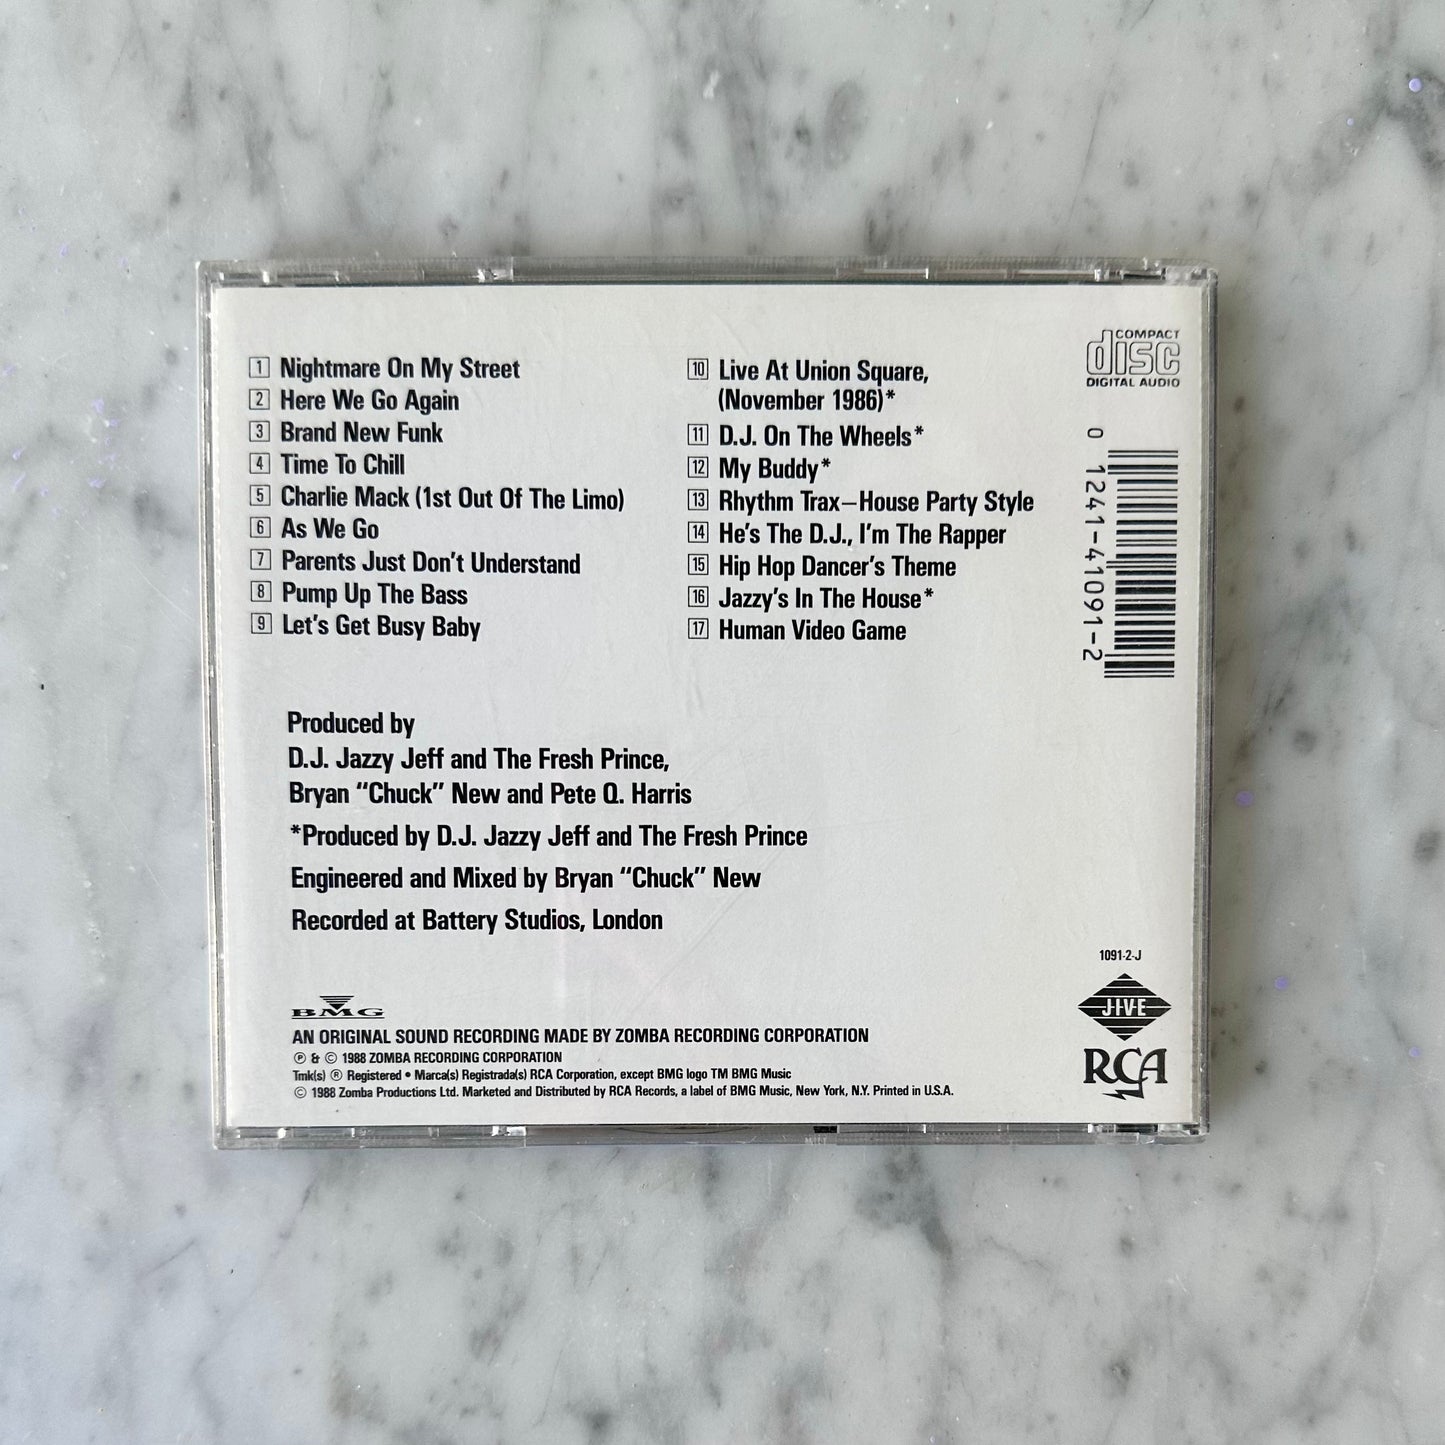 1 Nightmare On My Street
2 Here We Go Again
3 Brand New Funk
4 Time To Chill
5 Charlie Mack (1st Out Of The Limo)
6 As We Go
7 Parents Just Don't Understand
8 Pump Up The Bass
9 Let's Get Busy Baby
10 Live At Union Square,
(November 1986)*
11 D.J. On The Wheels*
12 My Buddy*
13 Rhythm Trax—House Party Style
14 He's The D.J., I'm The Rapper
15 Hip Hop Dancer's Theme
16 Jazzy's In The House*
17 Human Video Game
COMPACT
disc
DIGITAL AUDIO
0 1241-41091-2
Produced by
D.J. Jazzy Jeff and The Fresh Prince,
Bryan “Chuck” New and Pete Q. Harris
*Produced by D.J. Jazzy Jeff and The Fresh Prince
Engineered and Mixed by Bryan “Chuck” New
Recorded at Battery Studios, London
1091-2-J
JIVE
RCA
BMG
AN ORIGINAL SOUND RECORDING MADE BY ZOMBA RECORDING CORPORATION
℗ & © 1988 ZOMBA RECORDING CORPORATION
Tmk(s) ® Registered • Marca(s) Registrada(s) RCA Corporation, except BMG logo TM BMG Music
© 1988 Zomba Productions Ltd. Marketed and Distributed by RCA Records, a label of BMG Music, New York, N.Y. Printed in U.S.A.